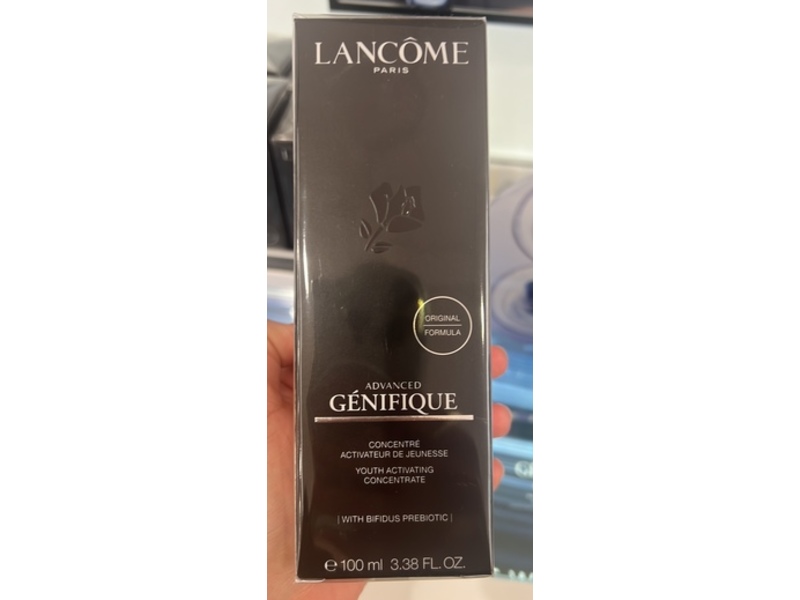 LANCÔME
PARIS
ORIGINAL
FORMULA
ADVANCED
GÉNIFIQUE
CONCENTRÉ
ACTIVATEUR DE JEUNESSE
YOUTH ACTIVATING
CONCENTRATE
| WITH BIFIDUS PREBIOTIC |
℮ 100 ml 3.38 FL. OZ.